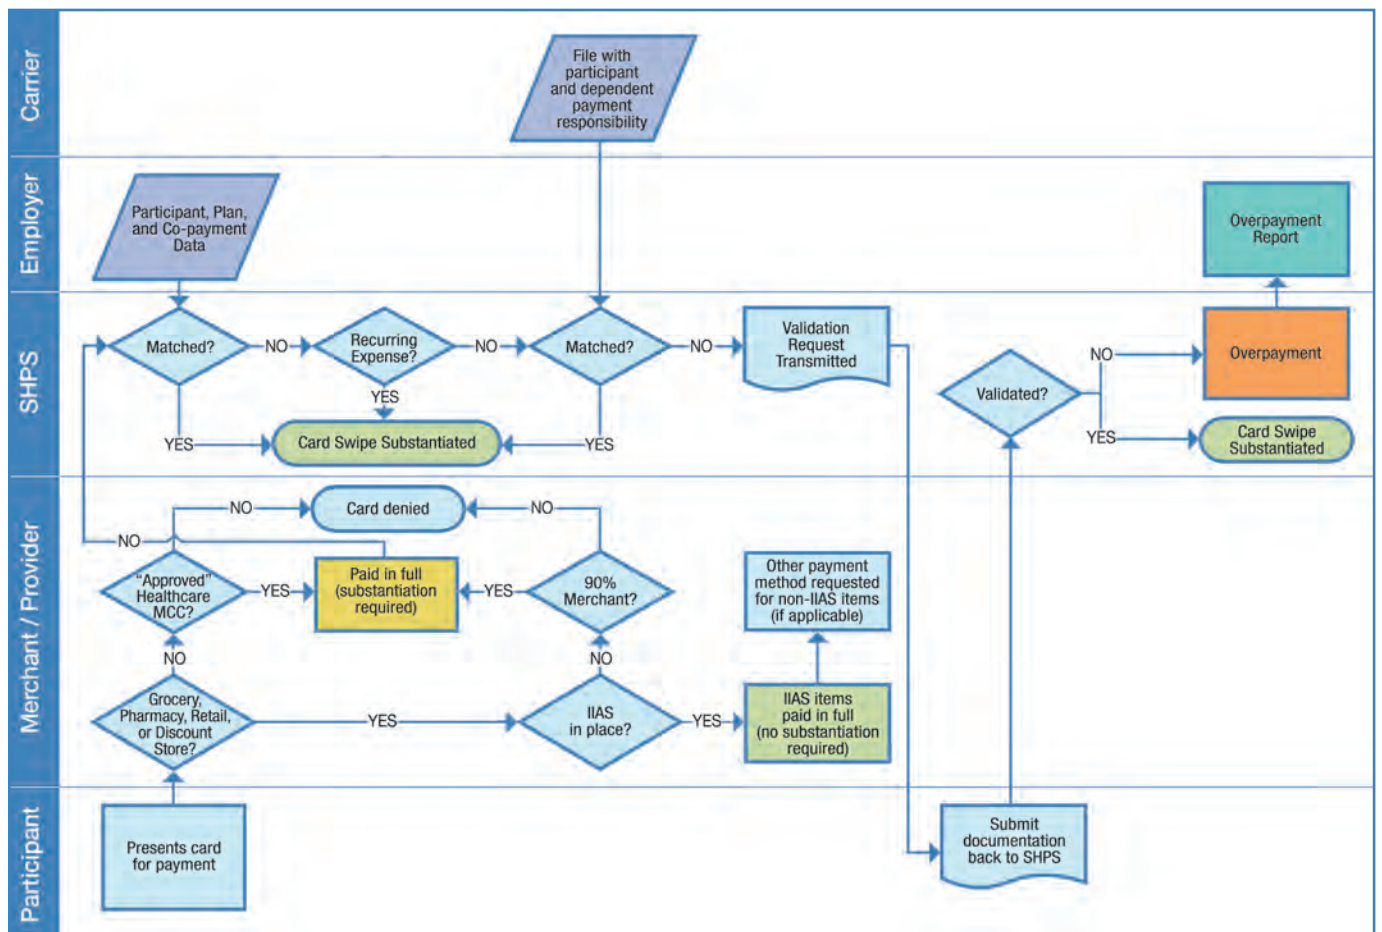 Carrier
File with
participant
and dependent
payment
responsibility
Employer
Participant, Plan,
and Co-payment
Data
Overpayment
Report
SHPS
Matched?
NO
Recurring
Expense?
NO
Matched?
NO
Validation
Request
Transmitted
Validated?
NO
Overpayment
YES
YES
Card Swipe Substantiated
YES
YES
Card Swipe
Substantiated
Merchant / Provider
NO
Card denied
NO
NO
"Approved"
Healthcare
MCC?
YES
Paid in full
(substantiation
required)
YES
90%
Merchant?
Other payment
method requested
for non-IIAS items
(if applicable)
NO
NO
Grocery,
Pharmacy, Retail,
or Discount
Store?
YES
IIAS
in place?
YES
IIAS items
paid in full
(no substantiation
required)
Participant
Presents card
for payment
Submit
documentation
back to SHPS